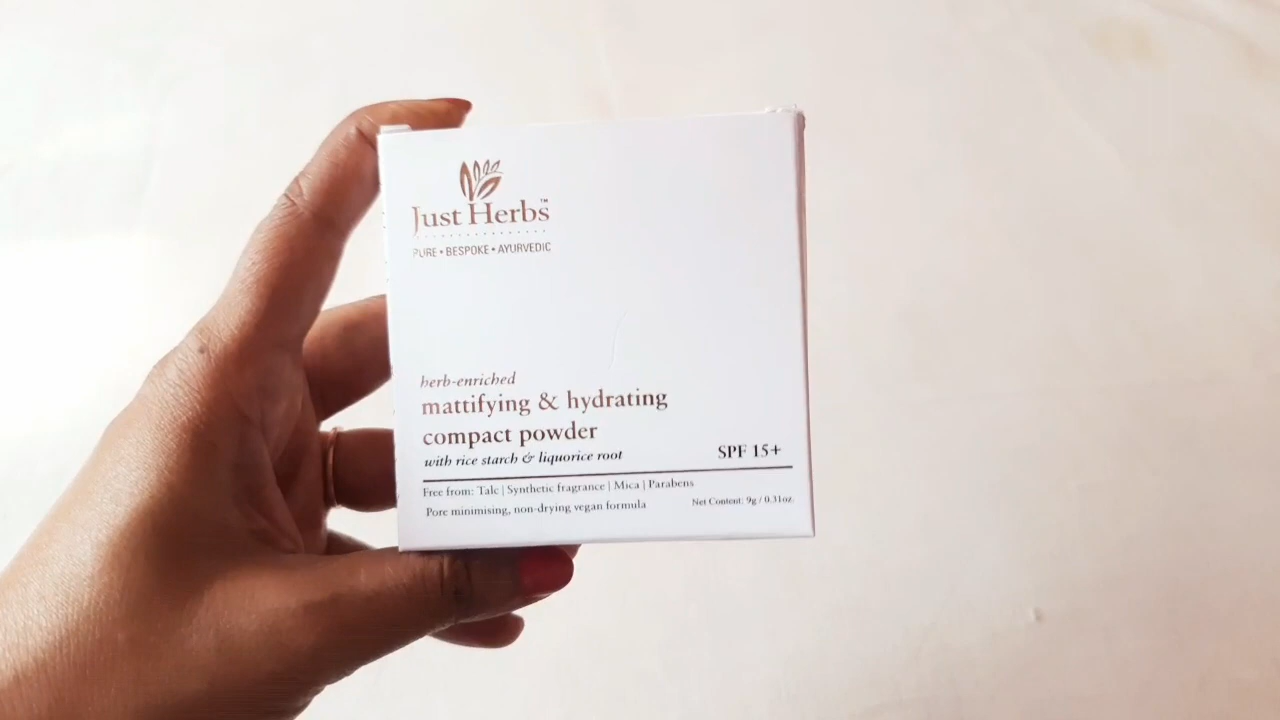 Just Herbs™
PURE • BESPOKE • AYURVEDIC
herb-enriched
mattifying & hydrating
compact powder
with rice starch & liquorice root
SPF 15+
Free from: Talc | Synthetic fragrance | Mica | Parabens
Pore minimising, non-drying vegan formula
Net Content: 9g / 0.31oz.